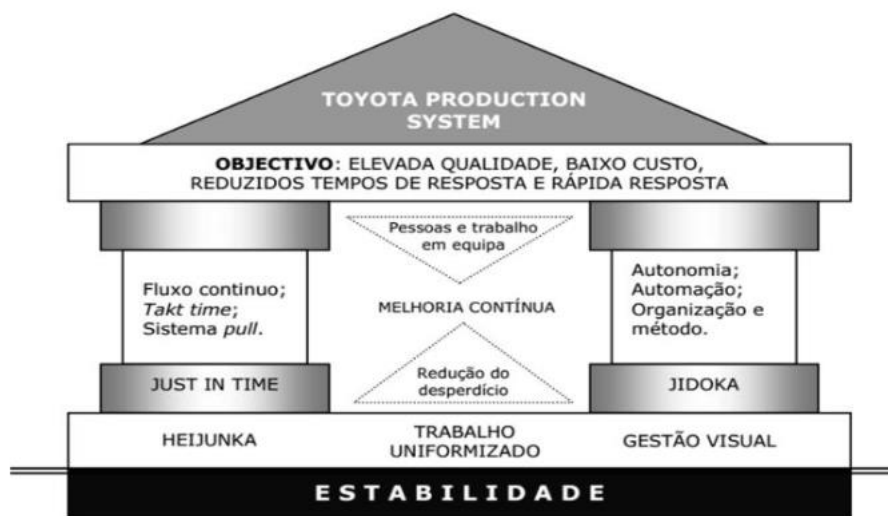 TOYOTA PRODUCTION
SYSTEM
OBJECTIVO: ELEVADA QUALIDADE, BAIXO CUSTO,
REDUZIDOS TEMPOS DE RESPOSTA E RÁPIDA RESPOSTA
Pessoas e trabalho
em equipa
Fluxo continuo;
Takt time;
Sistema pull.
MELHORIA CONTÍNUA
Autonomia;
Automação;
Organização e
método.
JUST IN TIME
Redução do
desperdício
JIDOKA
HEIJUNKA
TRABALHO
UNIFORMIZADO
GESTÃO VISUAL
ESTABILIDADE